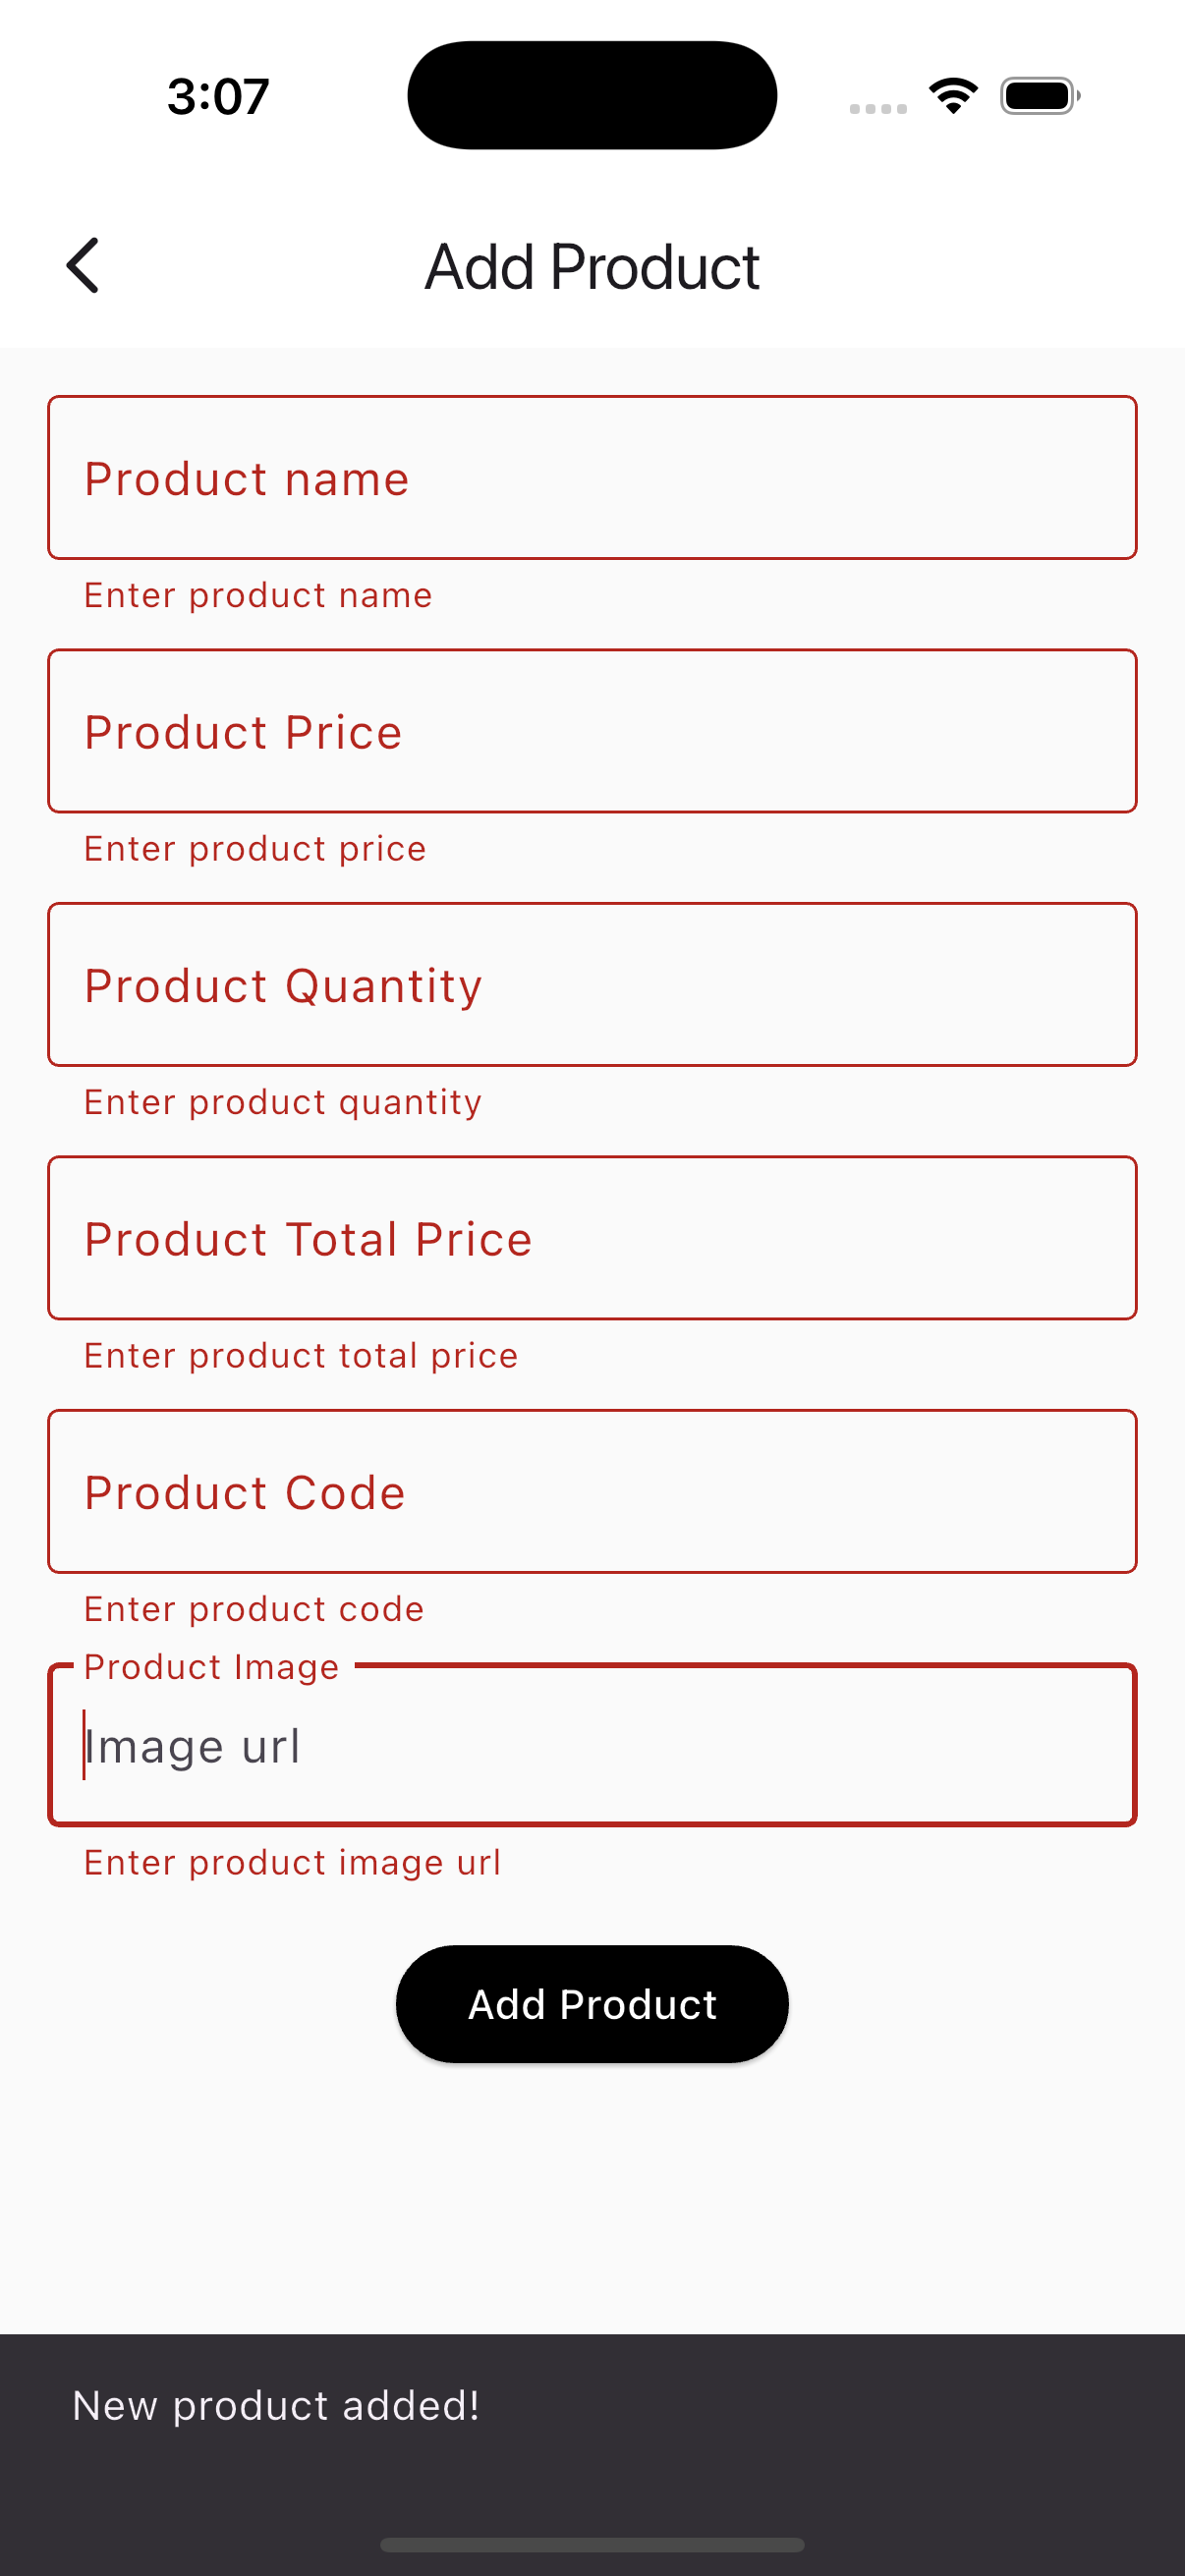 3:07
Add Product
Product name
Enter product name
Product Price
Enter product price
Product Quantity
Enter product quantity
Product Total Price
Enter product total price
Product Code
Enter product code
Product Image
Image url
Enter product image url
Add Product
New product added!